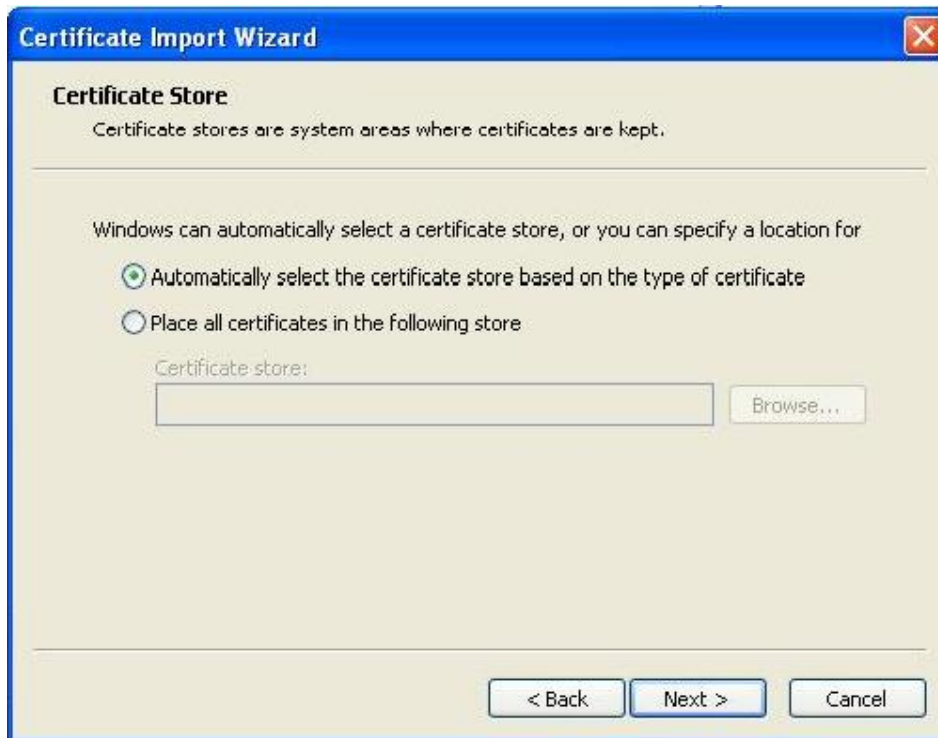 Certificate Import Wizard
Certificate Store
Certificate stores are system areas where certificates are kept.
Windows can automatically select a certificate store, or you can specify a location for
Automatically select the certificate store based on the type of certificate
Place all certificates in the following store
Certificate store:
Browse...
< Back Next > Cancel